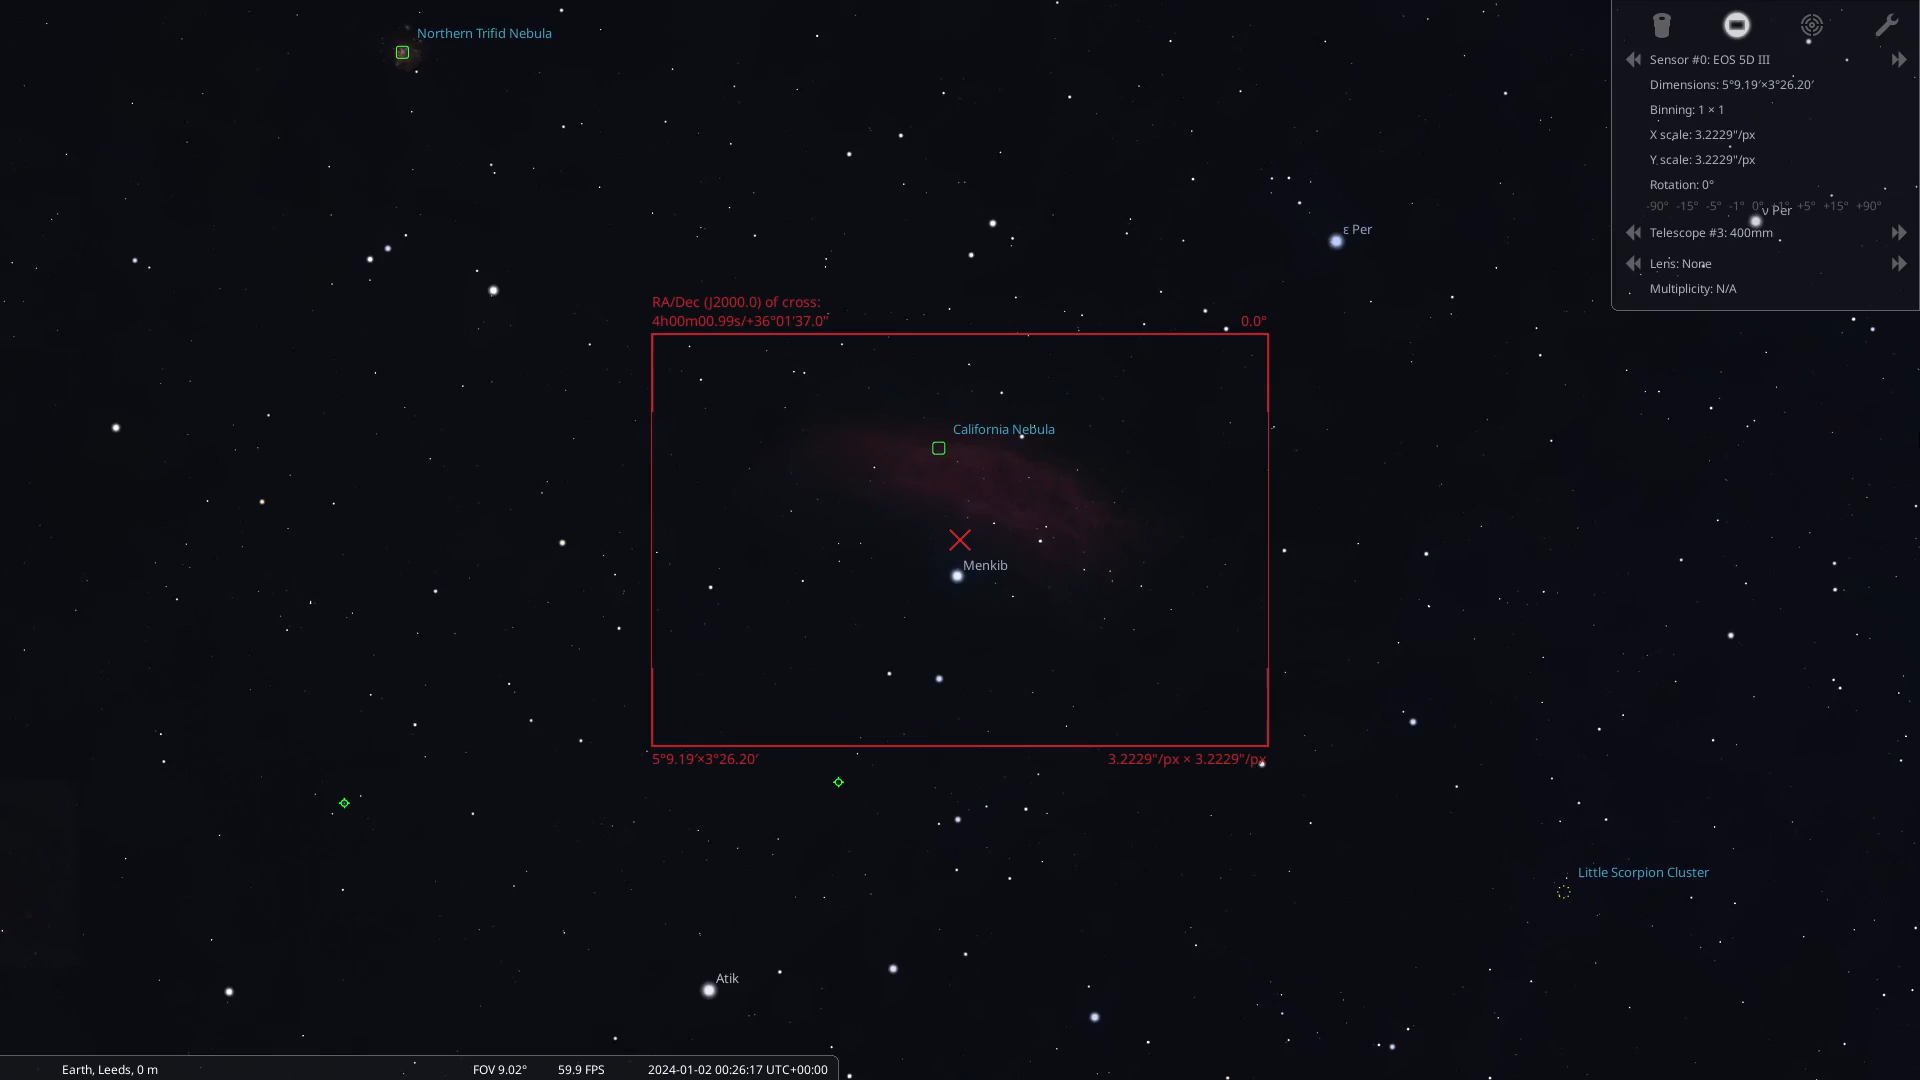 Northern Trifid Nebula
Sensor #0: EOS 5D III
Dimensions: 5°9.19′×3°26.20′
Binning: 1 × 1
X scale: 3.2229"/px
Y scale: 3.2229"/px
Rotation: 0°
-90° -15° -5° -1° 0° +1° +5° +15° +90°
ν Per
Telescope #3: 400mm
Lens: None
Multiplicity: N/A
ε Per
RA/Dec (J2000.0) of cross:
4h00m00.99s/+36°01'37.0" 0.0°
California Nebula
Menkib
5°9.19′×3°26.20′ 3.2229"/px × 3.2229"/px
Little Scorpion Cluster
Atik
Earth, Leeds, 0 m FOV 9.02° 59.9 FPS 2024-01-02 00:26:17 UTC+00:00